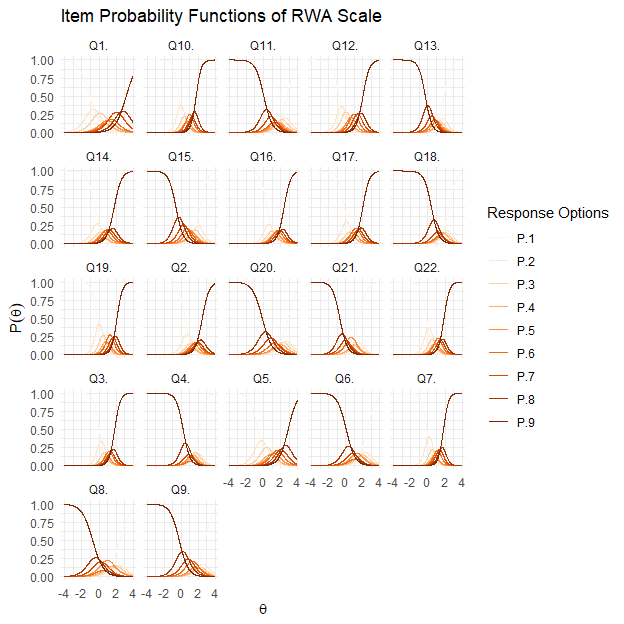 Item Probability Functions of RWA Scale
Q1. Q10. Q11. Q12. Q13.
1.00
0.75
0.50
0.25
0.00
Q14. Q15. Q16. Q17. Q18.
1.00
0.75
0.50
0.25
0.00
Q19. Q2. Q20. Q21. Q22.
1.00
0.75
0.50
0.25
0.00
Q3. Q4. Q5. Q6. Q7.
1.00
0.75
0.50
0.25
0.00
-4 -2 0 2 4 -4 -2 0 2 4 -4 -2 0 2 4
Q8. Q9.
1.00
0.75
0.50
0.25
0.00
-4 -2 0 2 4 -4 -2 0 2 4
P(θ)
θ
Response Options
P.1
P.2
P.3
P.4
P.5
P.6
P.7
P.8
P.9